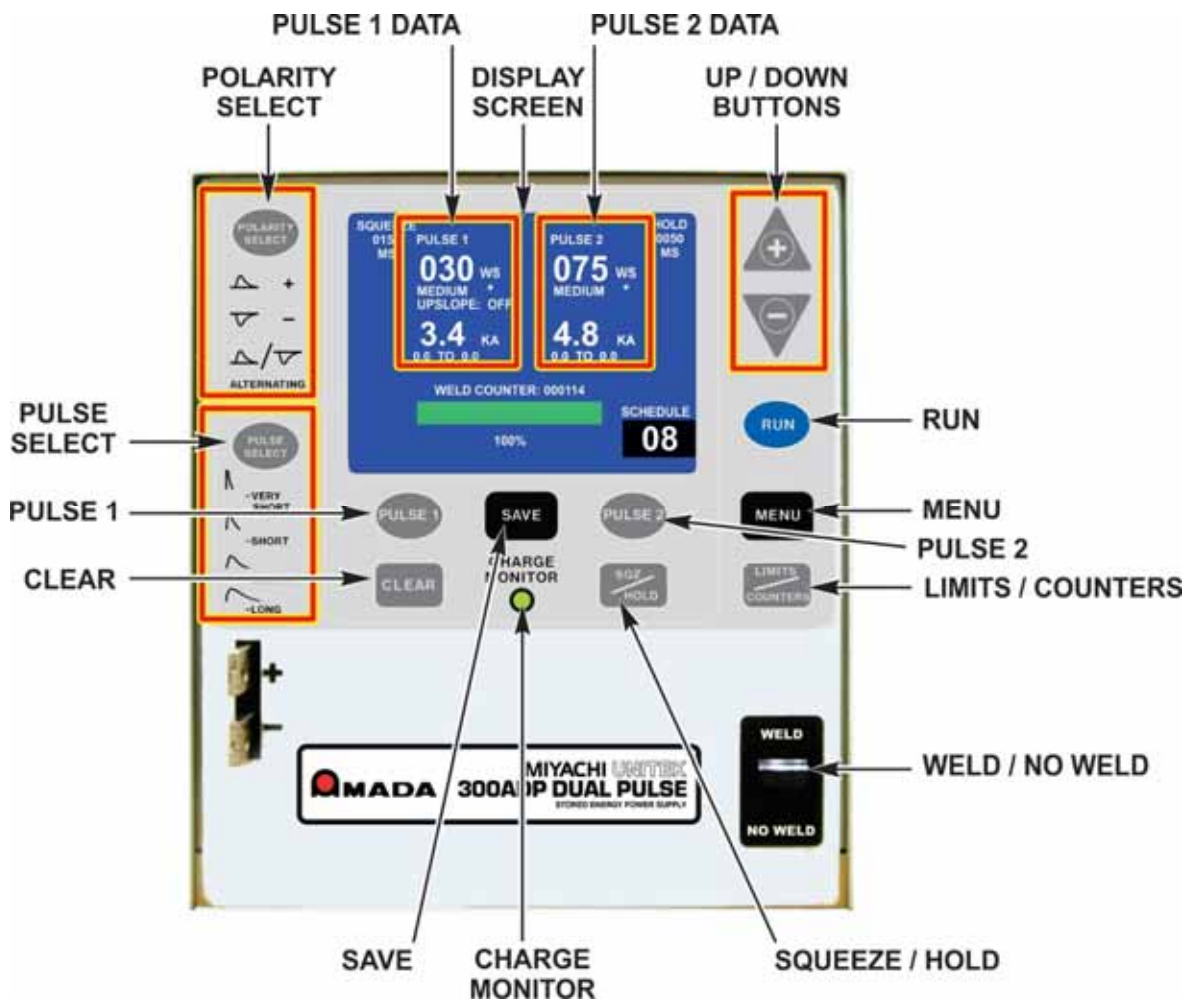 PULSE 1 DATA
PULSE 2 DATA
POLARITY
SELECT
DISPLAY
SCREEN
UP / DOWN
BUTTONS
POLARITY
SELECT
+
−
/
ALTERNATING
SQUEEZE
015
MS
PULSE 1
030 WS
MEDIUM +
UPSLOPE: OFF
3.4 KA
0.0 TO 0.0
PULSE 2
075 WS
MEDIUM +
4.8 KA
0.0 TO 0.0
HOLD
0050
MS
WELD COUNTER: 000114
100%
SCHEDULE
08
+
−
PULSE
SELECT
PULSE
SELECT
-VERY
SHORT
-SHORT
-LONG
RUN
RUN
PULSE 1
PULSE 1
SAVE
PULSE 2
MENU
MENU
PULSE 2
CLEAR
CLEAR
CHARGE
MONITOR
SQZ
HOLD
LIMITS
COUNTERS
LIMITS / COUNTERS
+
−
AMADA
MIYACHI UNITEK
300ADP DUAL PULSE
STORED ENERGY POWER SUPPLY
WELD
NO WELD
WELD / NO WELD
SAVE
CHARGE
MONITOR
SQUEEZE / HOLD